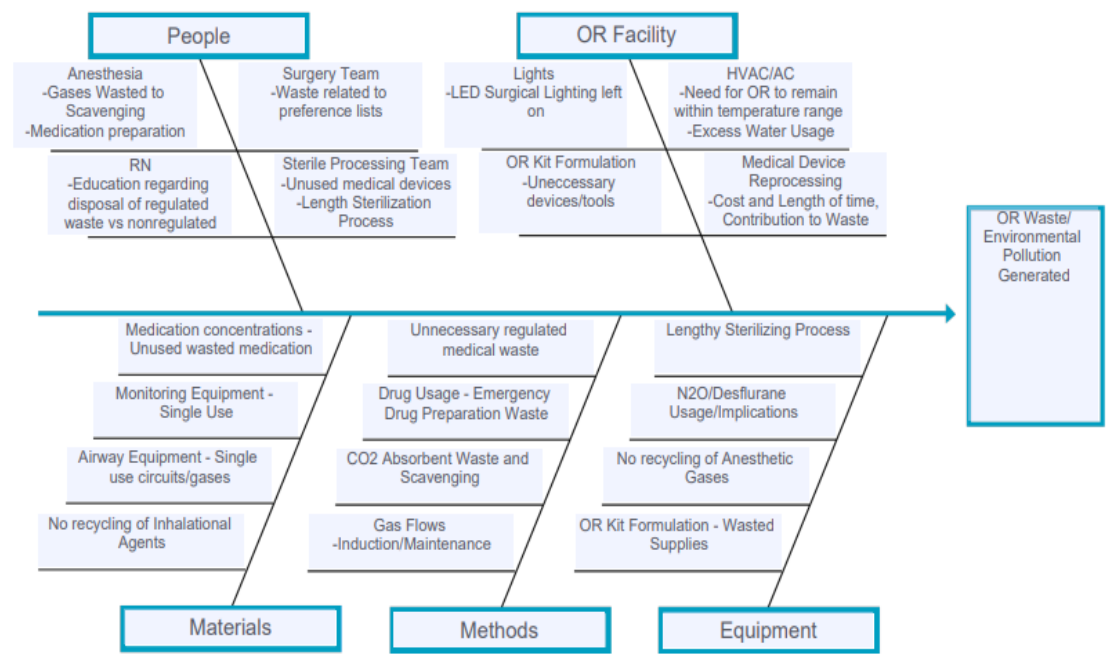 People
OR Facility
Anesthesia
-Gases Wasted to
Scavenging
-Medication preparation
Surgery Team
-Waste related to
preference lists
Lights
-LED Surgical Lighting left
on
HVAC/AC
-Need for OR to remain
within temperature range
-Excess Water Usage
RN
-Education regarding
disposal of regulated
waste vs nonregulated
Sterile Processing Team
-Unused medical devices
-Length Sterilization
Process
OR Kit Formulation
-Uneccessary
devices/tools
Medical Device
Reprocessing
-Cost and Length of time,
Contribution to Waste
OR Waste/
Environmental
Pollution
Generated
Medication concentrations -
Unused wasted medication
Monitoring Equipment -
Single Use
Airway Equipment - Single
use circuits/gases
No recycling of Inhalational
Agents
Unnecessary regulated
medical waste
Drug Usage - Emergency
Drug Preparation Waste
CO2 Absorbent Waste and
Scavenging
Gas Flows
-Induction/Maintenance
Lengthy Sterilizing Process
N2O/Desflurane
Usage/Implications
No recycling of Anesthetic
Gases
OR Kit Formulation - Wasted
Supplies
Materials
Methods
Equipment